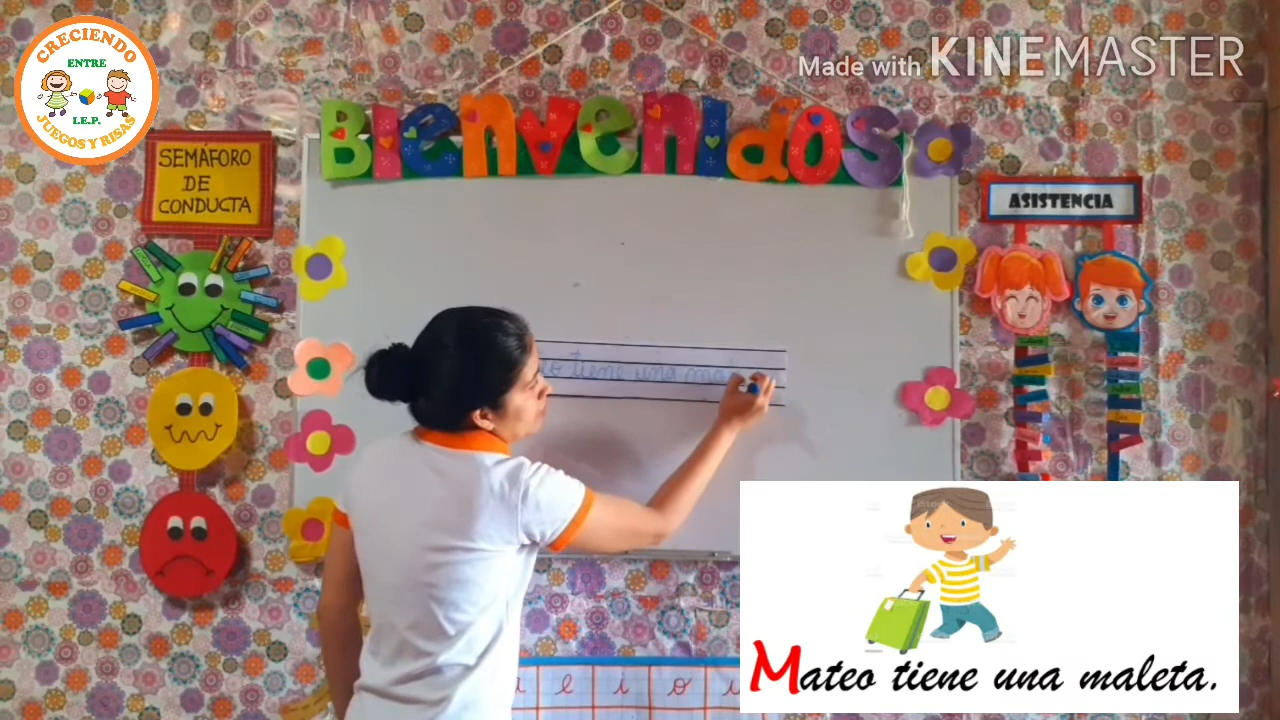 CRECIENDO
ENTRE
I.E.P.
JUEGOS Y RISAS
Made with KINEMASTER
BIenvenidos
SEMÁFORO
DE
CONDUCTA
ASISTENCIA
tiene una
Mateo tiene una maleta.
e i o